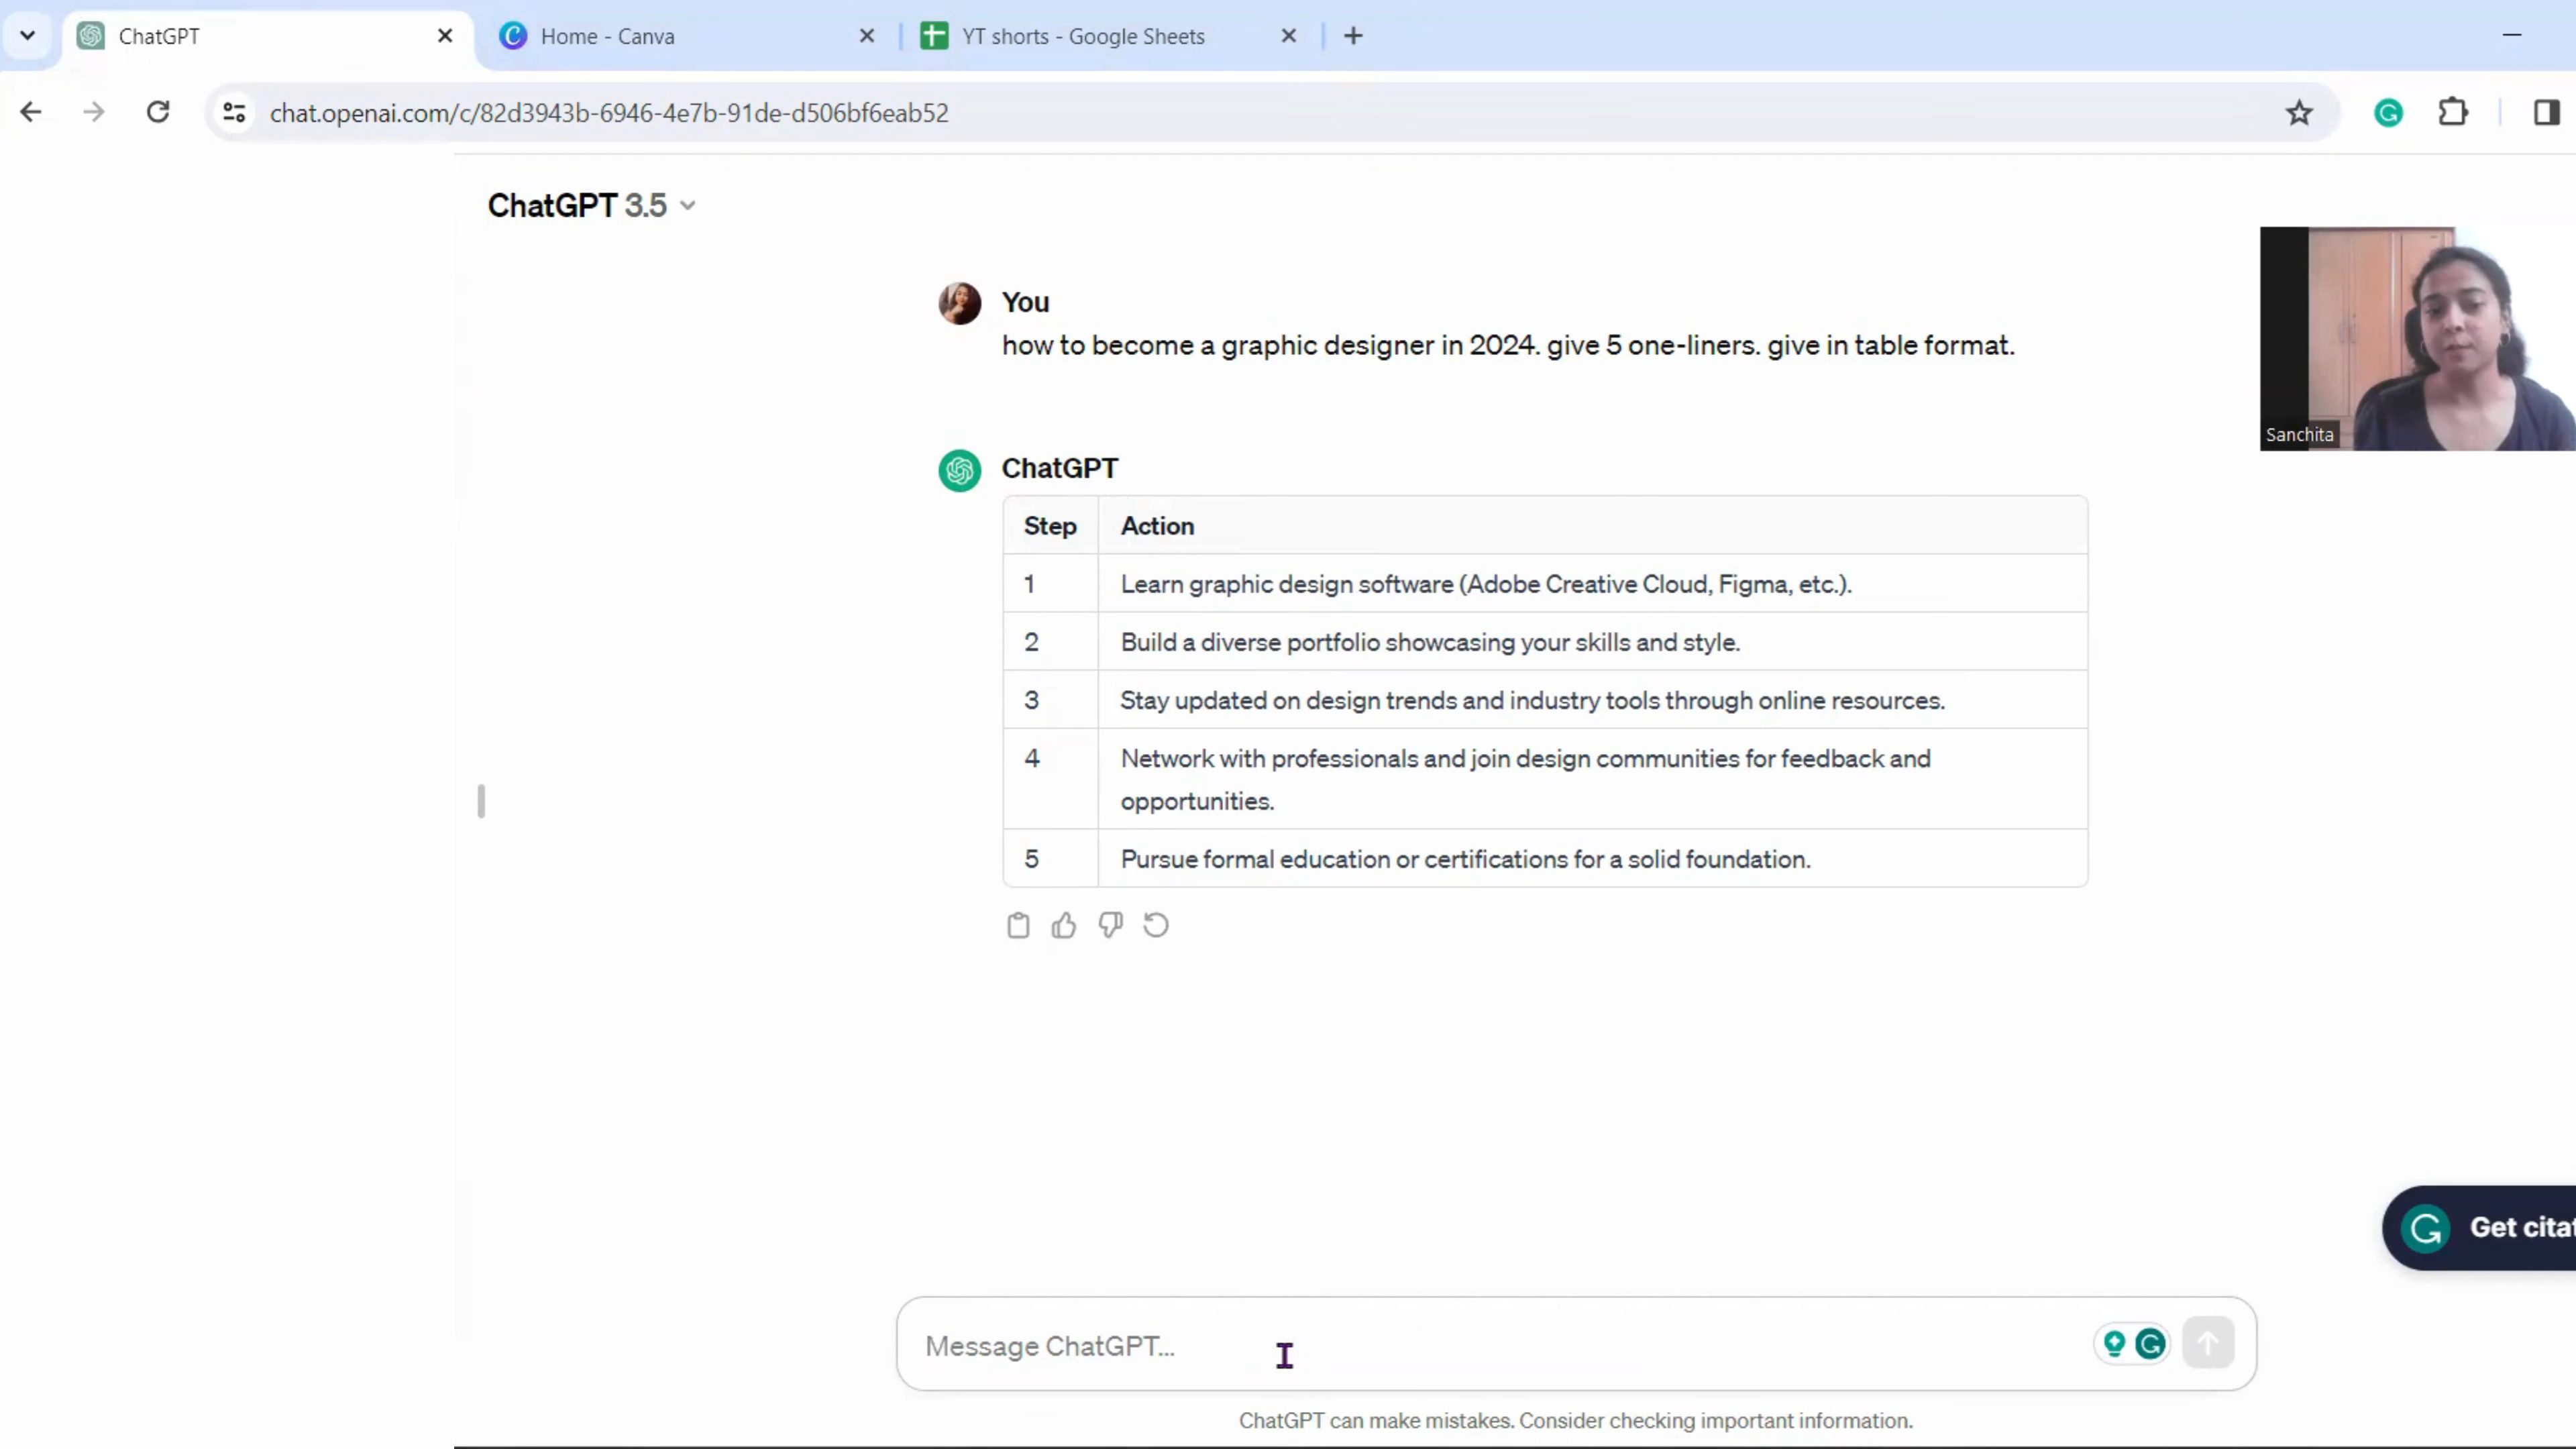 ChatGPT
Home - Canva
YT shorts - Google Sheets
chat.openai.com/c/82d3943b-6946-4e7b-91de-d506bf6eab52
ChatGPT 3.5
You
how to become a graphic designer in 2024. give 5 one-liners. give in table format.
Sanchita
ChatGPT
Step Action
1 Learn graphic design software (Adobe Creative Cloud, Figma, etc.).
2 Build a diverse portfolio showcasing your skills and style.
3 Stay updated on design trends and industry tools through online resources.
4 Network with professionals and join design communities for feedback and
opportunities.
5 Pursue formal education or certifications for a solid foundation.
Get citat
Message ChatGPT...
ChatGPT can make mistakes. Consider checking important information.